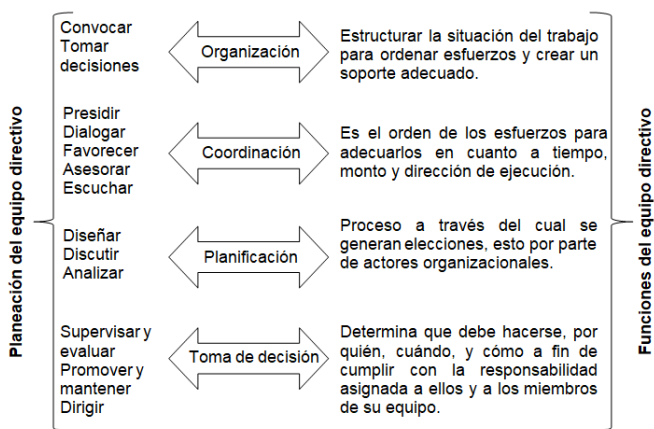 Planeación del equipo directivo
Convocar
Tomar
decisiones
Organización
Estructurar la situación del trabajo
para ordenar esfuerzos y crear un
soporte adecuado.
Presidir
Dialogar
Favorecer
Asesorar
Escuchar
Coordinación
Es el orden de los esfuerzos para
adecuarlos en cuanto a tiempo,
monto y dirección de ejecución.
Diseñar
Discutir
Analizar
Planificación
Proceso a través del cual se
generan elecciones, esto por parte
de actores organizacionales.
Supervisar y
evaluar
Promover y
mantener
Dirigir
Toma de decisión
Determina que debe hacerse, por
quién, cuándo, y cómo a fin de
cumplir con la responsabilidad
asignada a ellos y a los miembros
de su equipo.
Funciones del equipo directivo